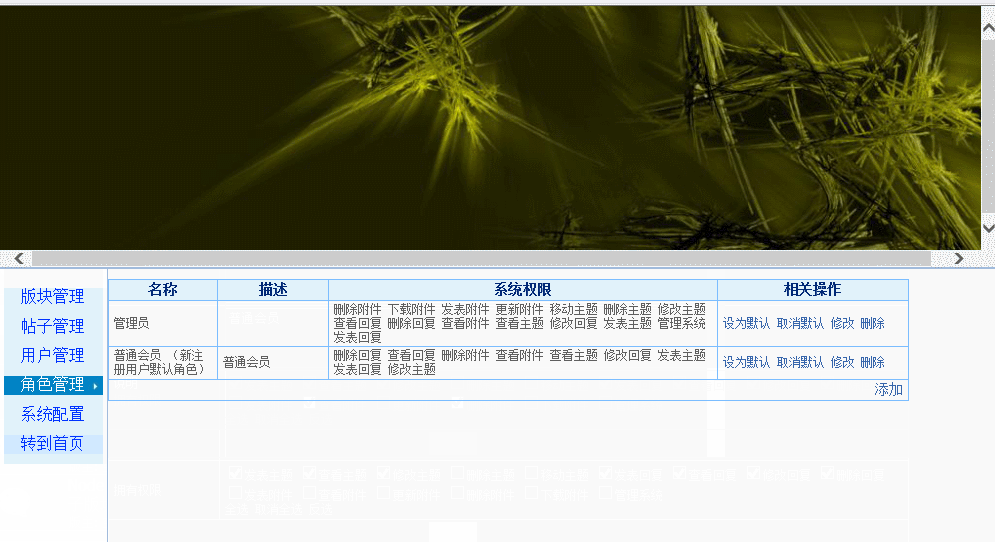 版块管理
帖子管理
用户管理
角色管理
系统配置
转到首页
名称 描述 系统权限 相关操作
管理员
删除附件 下载附件 发表附件 更新附件 移动主题 删除主题 修改主题
查看回复 删除回复 查看附件 查看主题 修改回复 发表主题 管理系统
发表回复
设为默认 取消默认 修改 删除
普通会员 （新注
册用户默认角色）
普通会员
删除回复 查看回复 删除附件 查看附件 查看主题 修改回复 发表主题
发表回复 修改主题
设为默认 取消默认 修改 删除
添加